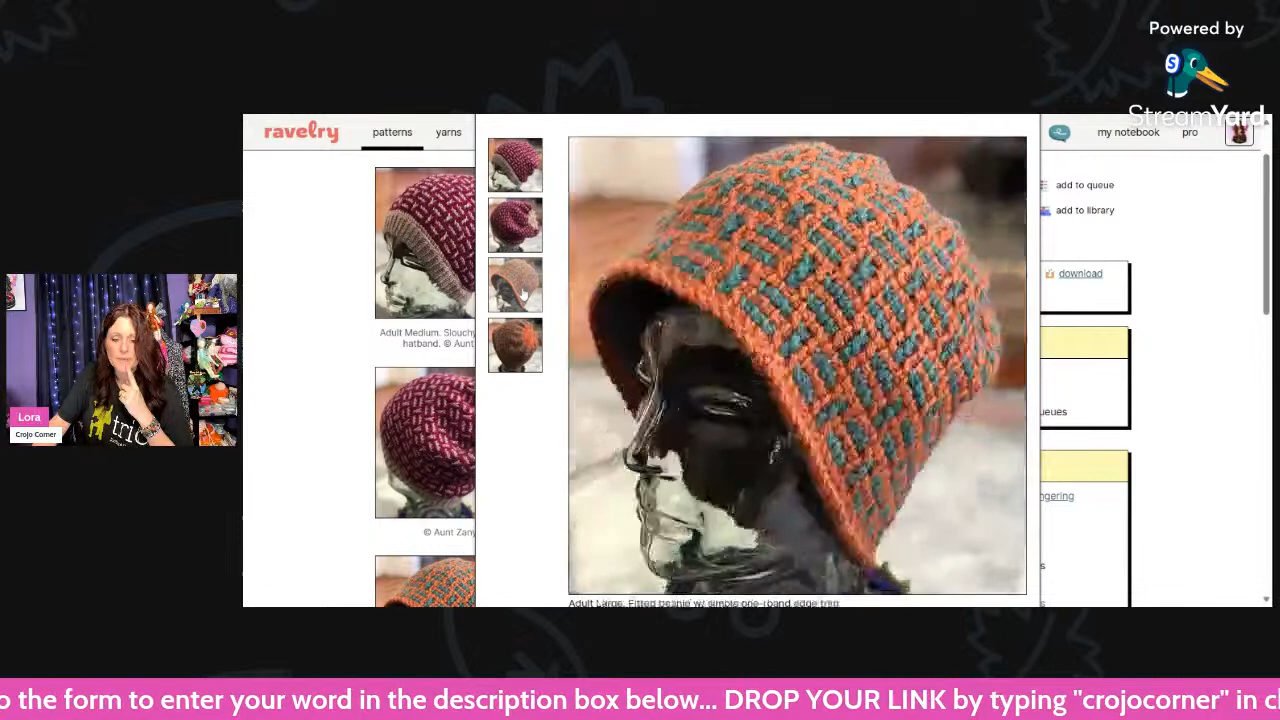 Powered by
StreamYard
ravelry
patterns
yarns
my notebook
pro
add to queue
add to library
download
Adult Medium. Slouchy
hatband. © Aunt
ueues
© Aunt Zany
ngering
s
s
Adult Large. Fitted beanie w/ simple one-round edge trim
Lora
Crojo Corner
o the form to enter your word in the description box below... DROP YOUR LINK by typing "crojocorner" in c